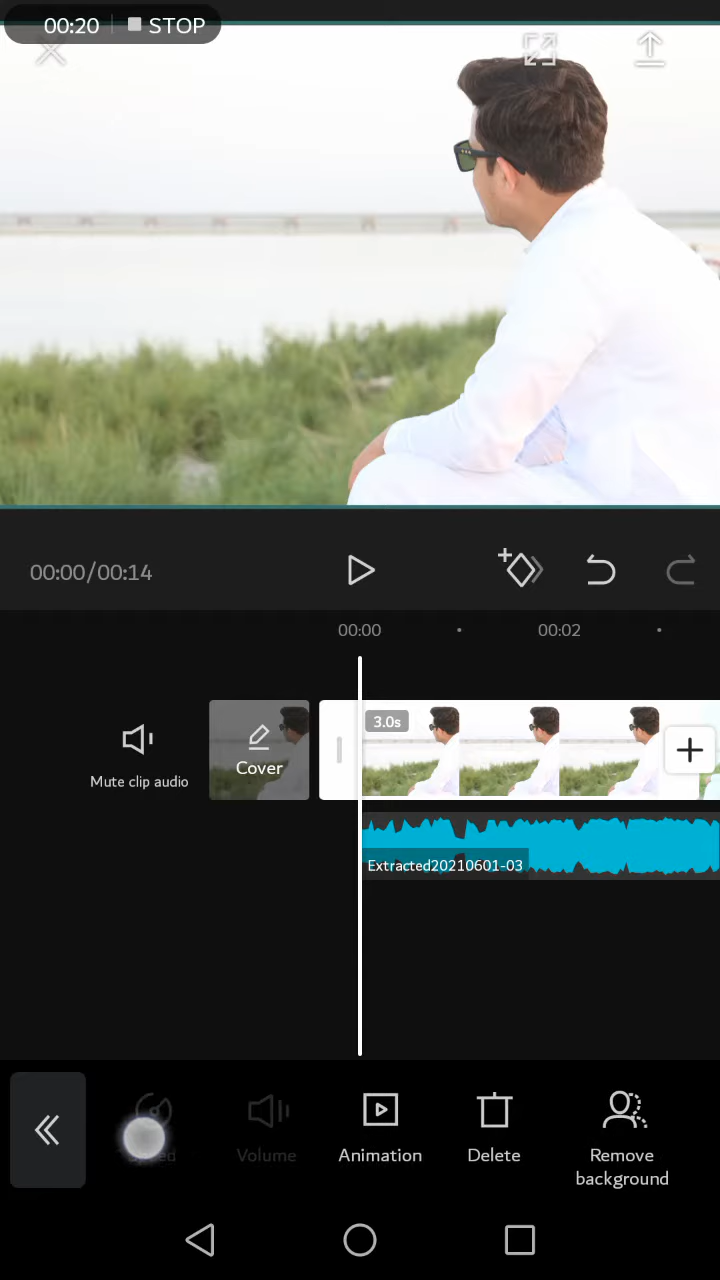 00:20 STOP
00:00/00:14
00:00 00:02
3.0s
Mute clip audio
Cover
Extracted20210601-03
Speed Volume Animation Delete Remove background